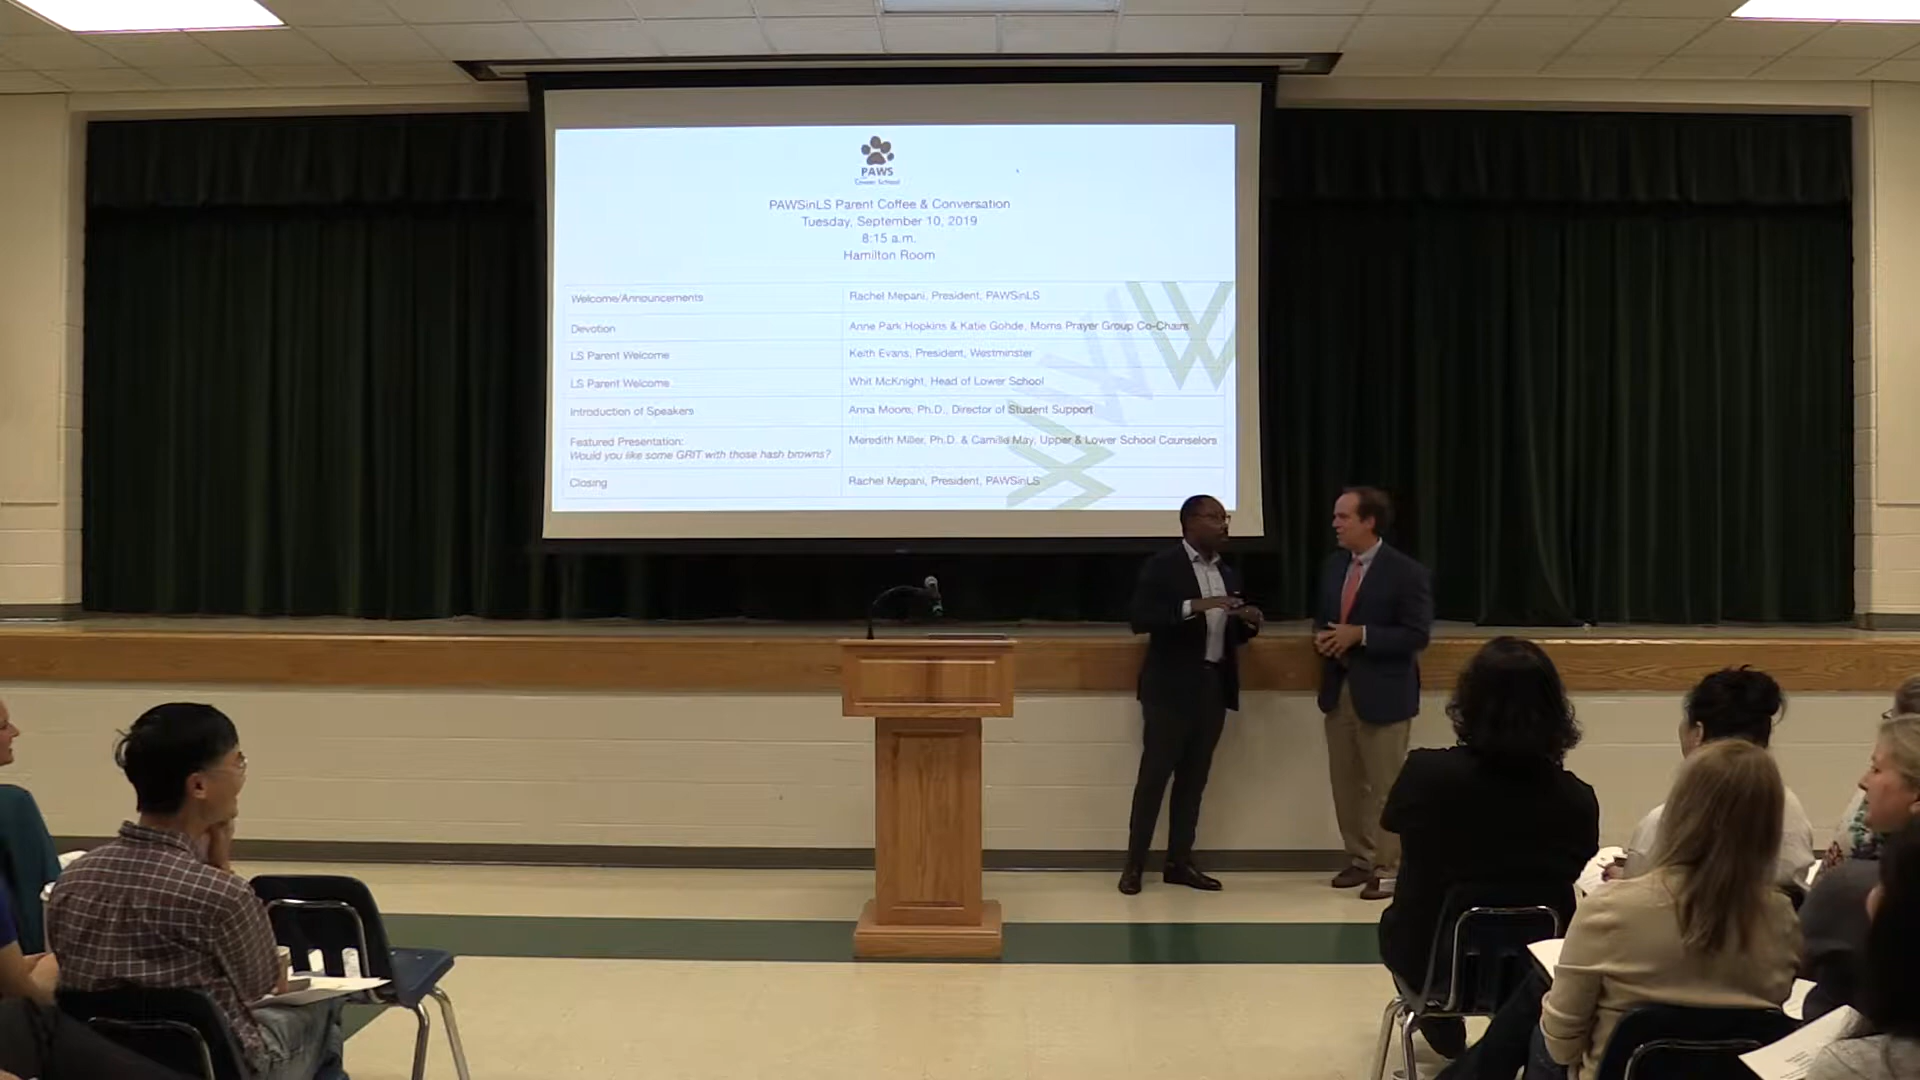 PAWS
Lower School
PAWSinLS Parent Coffee & Conversation
Tuesday, September 10, 2019
8:15 a.m.
Hamilton Room
Welcome/Announcements Rachel Mepani, President, PAWSinLS
Devotion Anne Park Hopkins & Katie Gohde, Moms Prayer Group Co-Chairs
LS Parent Welcome Keith Evans, President, Westminster
LS Parent Welcome Whit McKnight, Head of Lower School
Introduction of Speakers Anna Moore, Ph.D., Director of Student Support
Featured Presentation: Meredith Miller, Ph.D. & Camille May, Upper & Lower School Counselors
Would you like some GRIT with those hash browns?
Closing Rachel Mepani, President, PAWSinLS